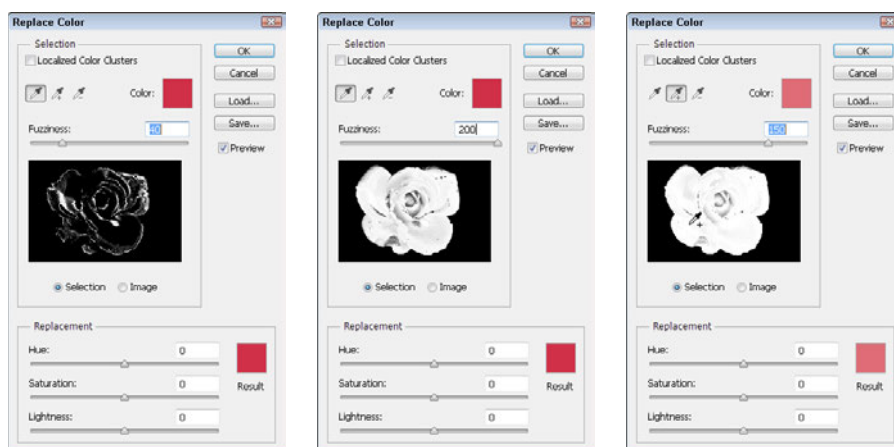 Replace Color
Selection
Localized Color Clusters
Color:
Fuzziness: 40
Selection Image
OK
Cancel
Load...
Save...
Preview
Replacement
Hue: 0
Saturation: 0
Lightness: 0
Result
Replace Color
Selection
Localized Color Clusters
Color:
Fuzziness: 200
Selection Image
OK
Cancel
Load...
Save...
Preview
Replacement
Hue: 0
Saturation: 0
Lightness: 0
Result
Replace Color
Selection
Localized Color Clusters
Color:
Fuzziness: 150
Selection Image
OK
Cancel
Load...
Save...
Preview
Replacement
Hue: 0
Saturation: 0
Lightness: 0
Result